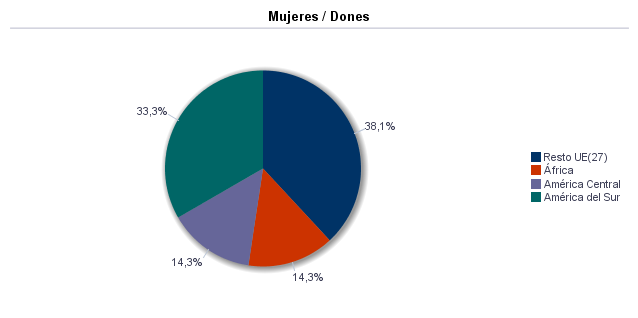 Mujeres / Dones
33,3%
38,1%
14,3%
14,3%
Resto UE(27)
África
América Central
América del Sur